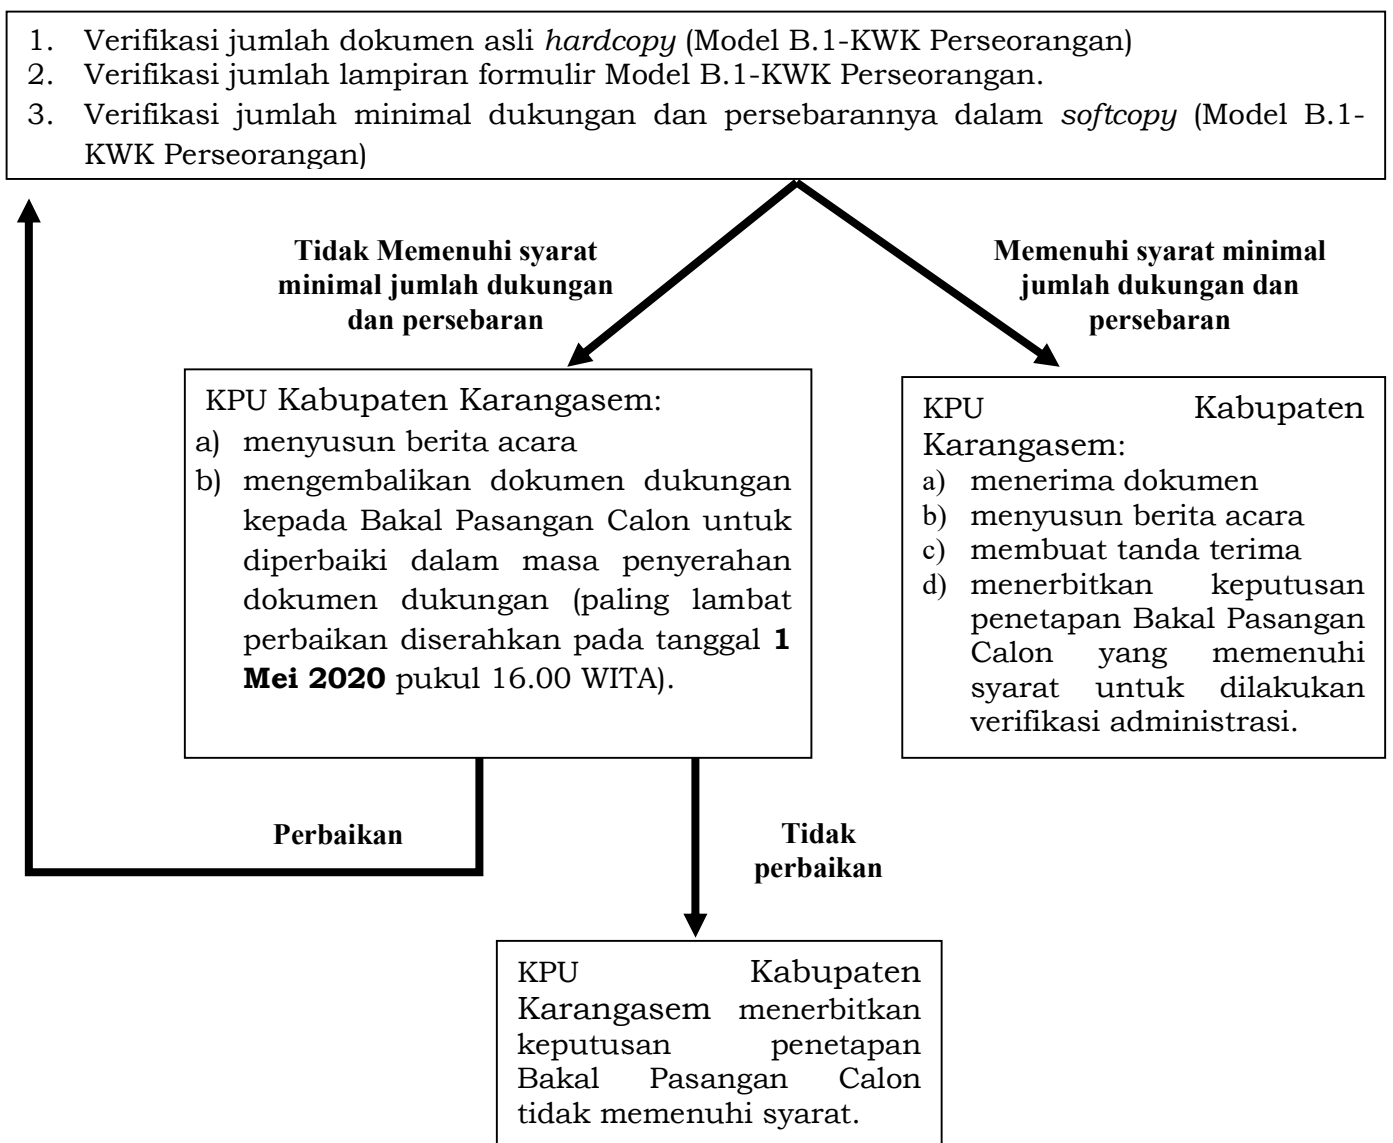 1. Verifikasi jumlah dokumen asli hardcopy (Model B.1-KWK Perseorangan)
2. Verifikasi jumlah lampiran formulir Model B.1-KWK Perseorangan.
3. Verifikasi jumlah minimal dukungan dan persebarannya dalam softcopy (Model B.1-
KWK Perseorangan)
Tidak Memenuhi syarat
minimal jumlah dukungan
dan persebaran
Memenuhi syarat minimal
jumlah dukungan dan
persebaran
KPU Kabupaten Karangasem:
a) menyusun berita acara
b) mengembalikan dokumen dukungan
kepada Bakal Pasangan Calon untuk
diperbaiki dalam masa penyerahan
dokumen dukungan (paling lambat
perbaikan diserahkan pada tanggal 1
Mei 2020 pukul 16.00 WITA).
KPU Kabupaten
Karangasem:
a) menerima dokumen
b) menyusun berita acara
c) membuat tanda terima
d) menerbitkan keputusan
penetapan Bakal Pasangan
Calon yang memenuhi
syarat untuk dilakukan
verifikasi administrasi.
Perbaikan
Tidak
perbaikan
KPU Kabupaten
Karangasem menerbitkan
keputusan penetapan
Bakal Pasangan Calon
tidak memenuhi syarat.